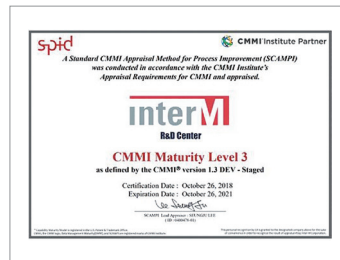 spid
CMMI Institute Partner
A Standard CMMI Appraisal Method for Process Improvement (SCAMPI)
was conducted in accordance with the CMMI Institute's
Appraisal Requirements for CMMI and appraised.
interM
R&D Center
CMMI Maturity Level 3
as defined by the CMMI® version 1.3 DEV - Staged
Certification Date : October 26, 2018
Expiration Date : October 26, 2021